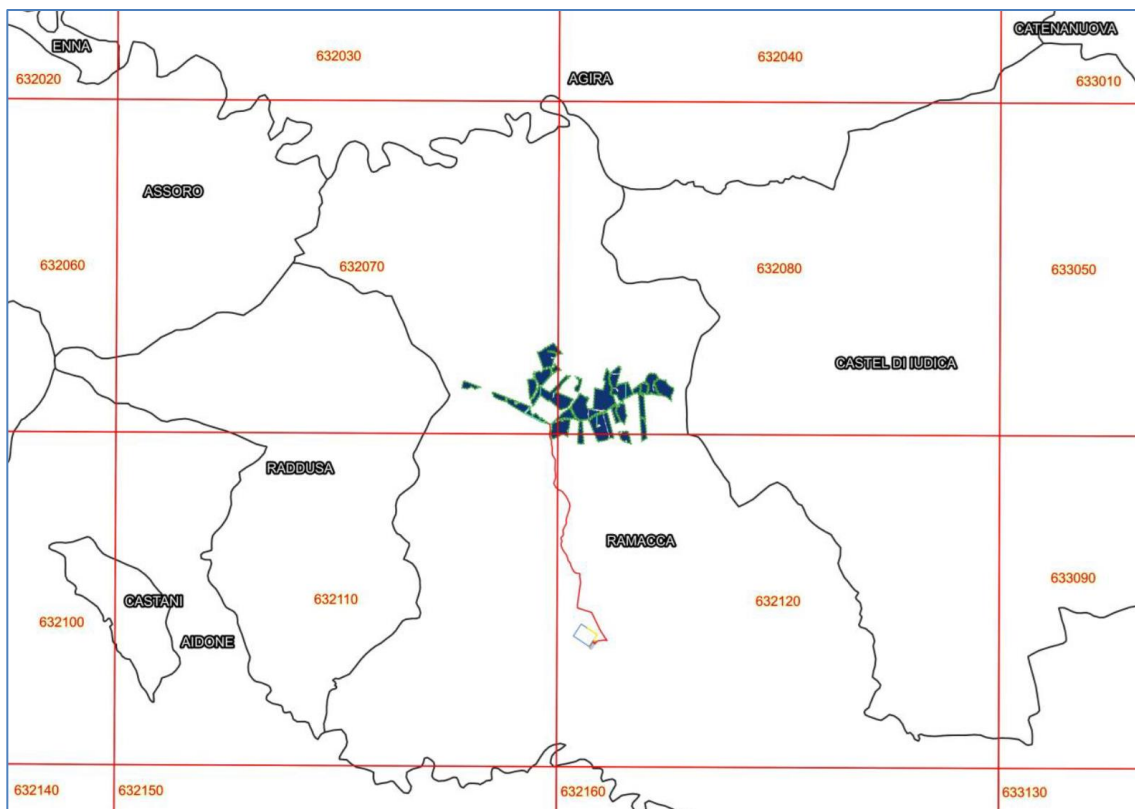 CATENANUOVA
ENNA
632030
632040
632020
AGIRA
633010
ASSORO
632060
632070
632080
633050
CASTEL DI IUDICA
RADDUSA
RAMACCA
633090
632110
632120
CASTANI
632100
AIDONE
632140
632150
632160
633130